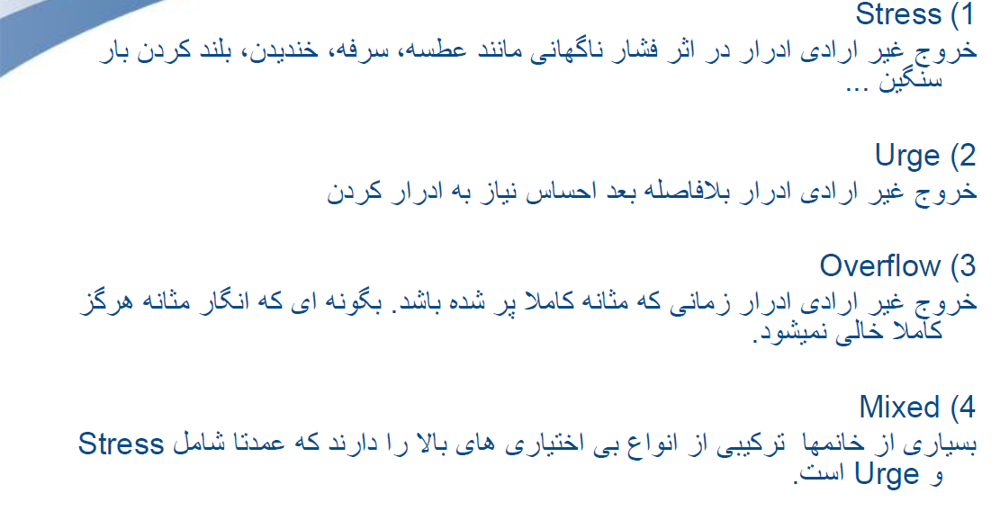 1) Stress
خروج غیر ارادی ادرار در اثر فشار ناگهانی مانند عطسه، سرفه، خندیدن، بلند کردن بار
سنگین ...
2) Urge
خروج غیر ارادی ادرار بلافاصله بعد احساس نیاز به ادرار کردن
3) Overflow
خروج غیر ارادی ادرار زمانی که مثانه کاملا پر شده باشد. بگونه ای که انگار مثانه هرگز
کاملا خالی نمیشود.
4) Mixed
بسیاری از خانمها ترکیبی از انواع بی اختیاری های بالا را دارند که عمدتا شامل Stress
و Urge است.